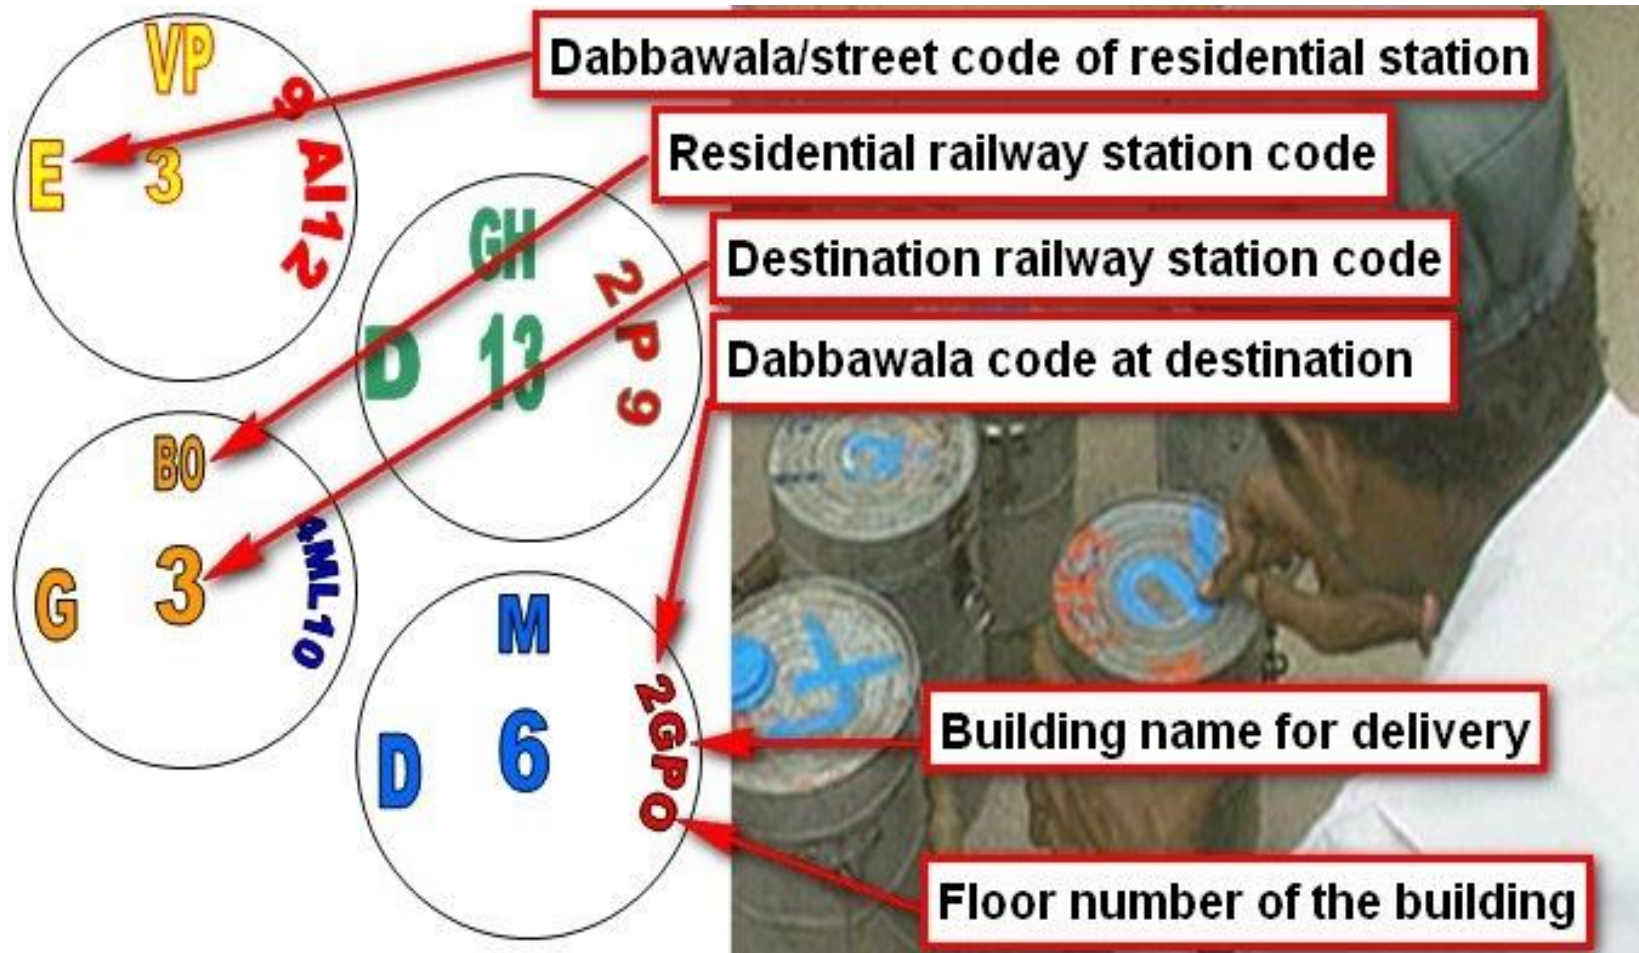 VP
E 3
9 AI 12
GH
D 13
2 P 9
BO
G 3
4ML10
M
D 6
2GPO
Dabbawala/street code of residential station
Residential railway station code
Destination railway station code
Dabbawala code at destination
Building name for delivery
Floor number of the building